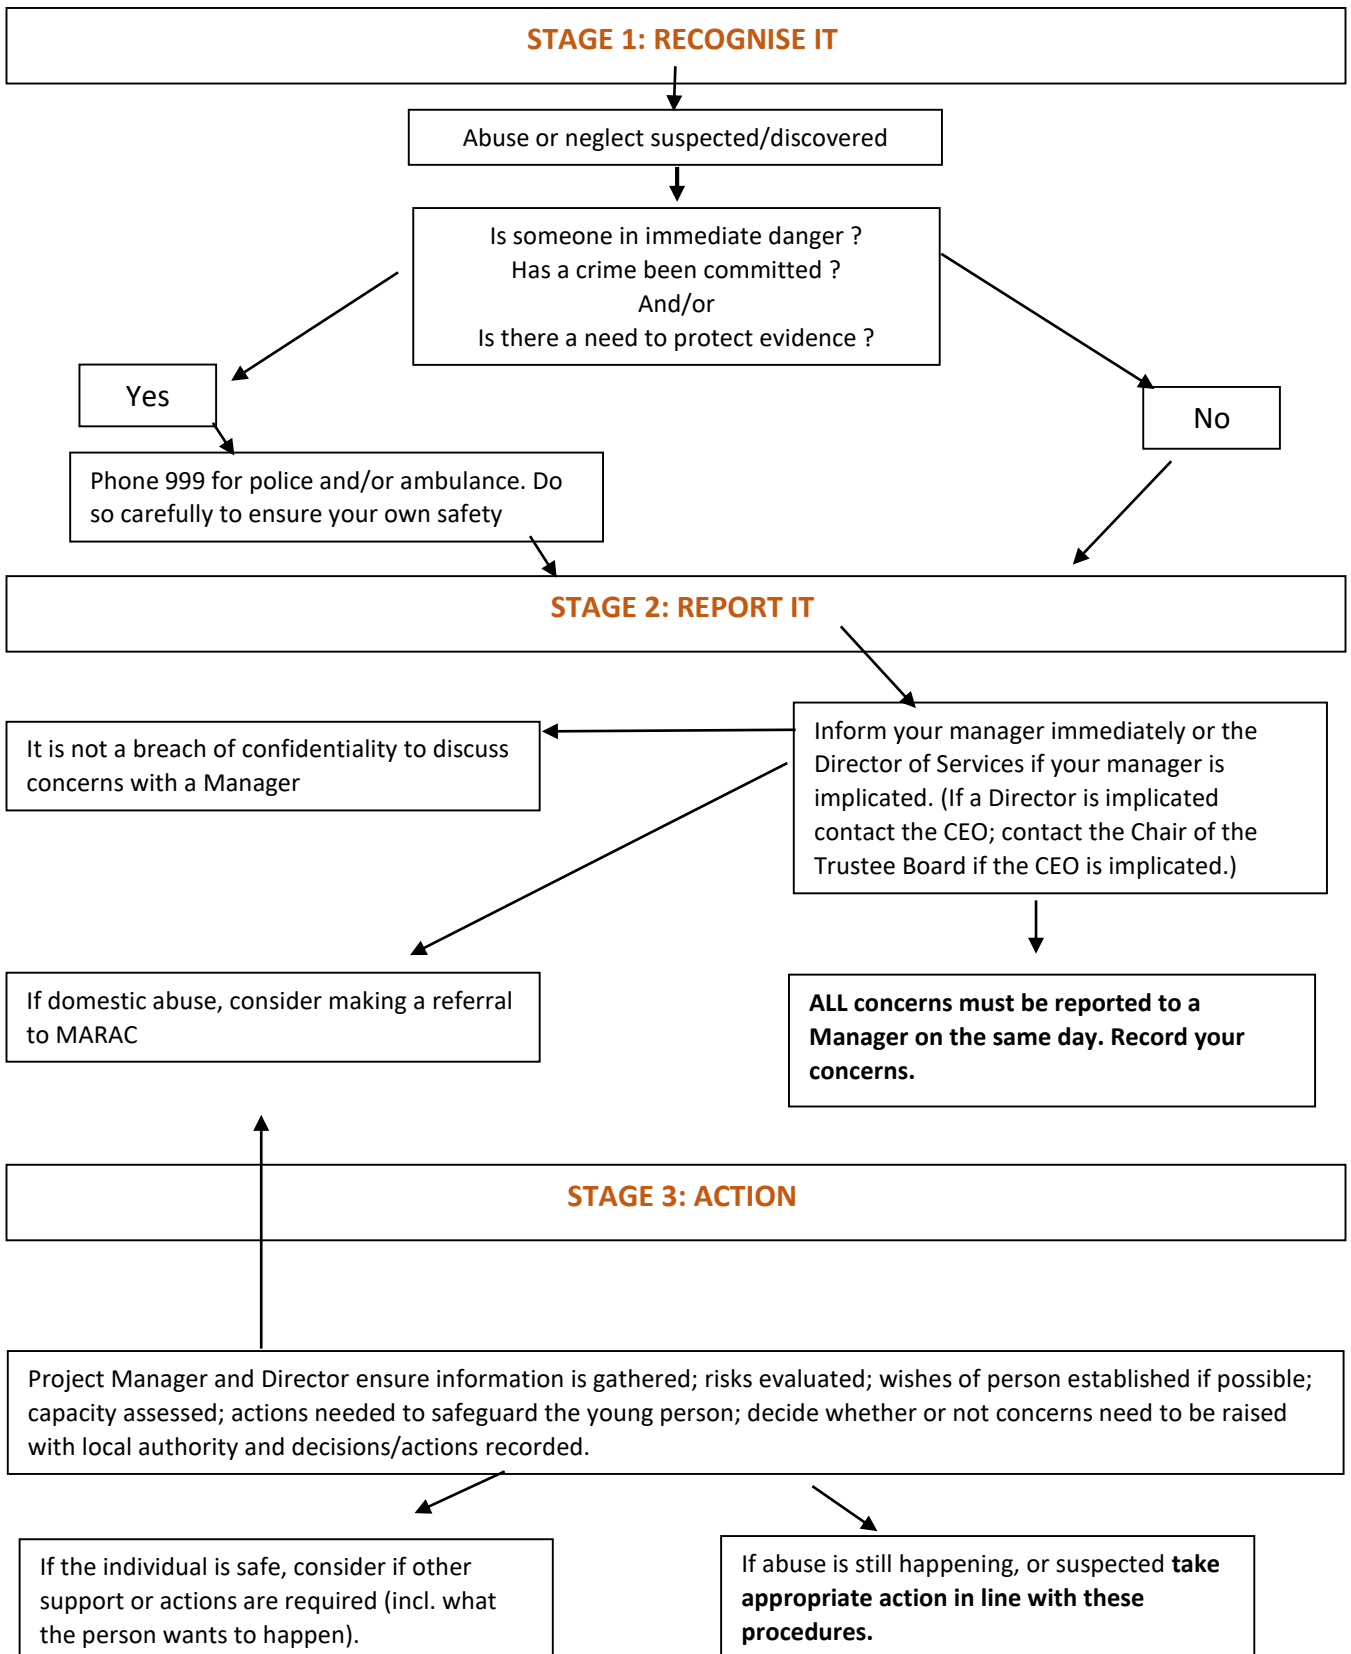 STAGE 1: RECOGNISE IT
Abuse or neglect suspected/discovered
Is someone in immediate danger ?
Has a crime been committed ?
And/or
Is there a need to protect evidence ?
Yes
No
Phone 999 for police and/or ambulance. Do
so carefully to ensure your own safety
STAGE 2: REPORT IT
It is not a breach of confidentiality to discuss
concerns with a Manager
Inform your manager immediately or the
Director of Services if your manager is
implicated. (If a Director is implicated
contact the CEO; contact the Chair of the
Trustee Board if the CEO is implicated.)
If domestic abuse, consider making a referral
to MARAC
ALL concerns must be reported to a
Manager on the same day. Record your
concerns.
STAGE 3: ACTION
Project Manager and Director ensure information is gathered; risks evaluated; wishes of person established if possible;
capacity assessed; actions needed to safeguard the young person; decide whether or not concerns need to be raised
with local authority and decisions/actions recorded.
If the individual is safe, consider if other
support or actions are required (incl. what
the person wants to happen).
If abuse is still happening, or suspected take
appropriate action in line with these
procedures.